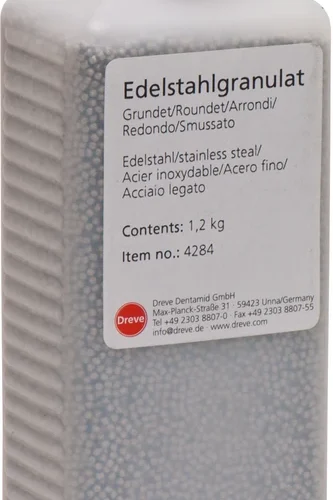 Edelstahlgranulat
Grundet/Roundet/Arrondi/
Redondo/Smussato
Edelstahl/stainless steal/
Acier inoxydable/Acero fino/
Acciaio legato
Contents: 1,2 kg
Item no.: 4284
Dreve
Dreve Dentamid GmbH
Max-Planck-Straße 31 · 59423 Unna/Germany
Tel +49 2303 8807-0 · Fax +49 2303 8807-55
info@dreve.de · www.dreve.com